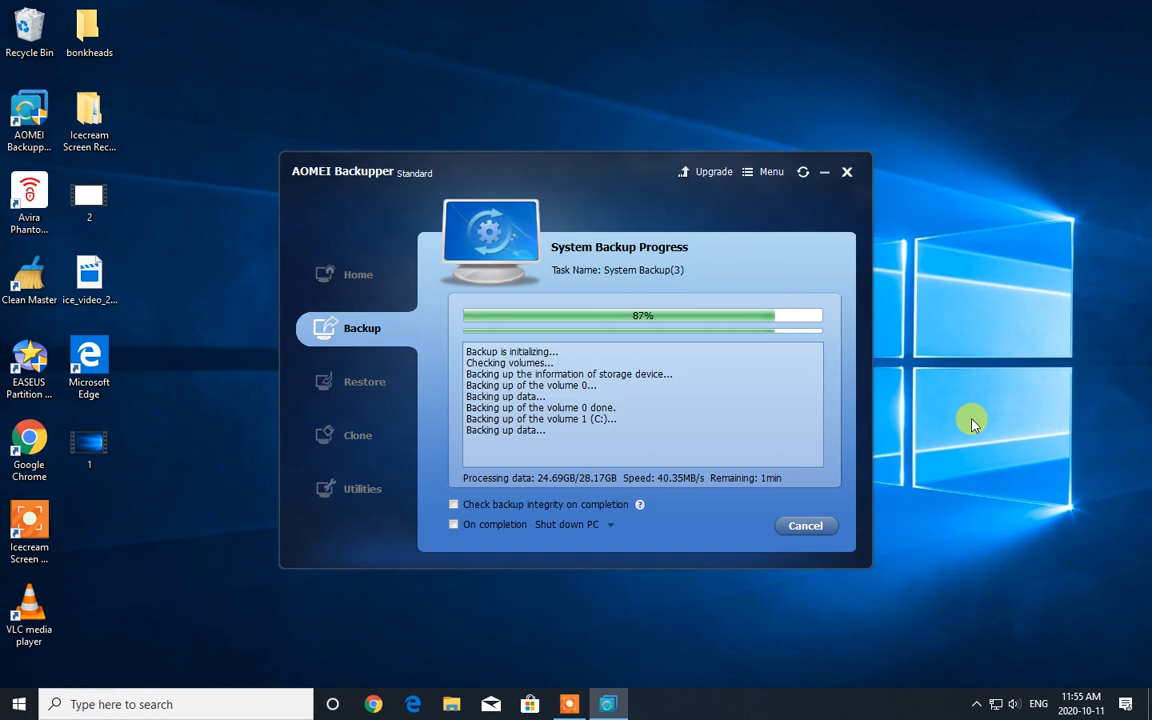 Recycle Bin
bonkheads
AOMEI
Backupp...
Icecream
Screen Rec...
Avira
Phanto...
2
Clean Master
ice_video_2...
EASEUS
Partition ...
Microsoft
Edge
Google
Chrome
1
Icecream
Screen ...
VLC media
player
AOMEI Backupper Standard
Upgrade
Menu
System Backup Progress
Task Name: System Backup(3)
Home
Backup
Restore
Clone
Utilities
87%
Backup is initializing...
Checking volumes...
Backing up the information of storage device...
Backing up of the volume 0...
Backing up data...
Backing up of the volume 0 done.
Backing up of the volume 1 (C:)...
Backing up data...
Processing data: 24.69GB/28.17GB Speed: 40.35MB/s Remaining: 1min
Check backup integrity on completion ?
On completion Shut down PC
Cancel
Type here to search
ENG
11:55 AM
2020-10-11